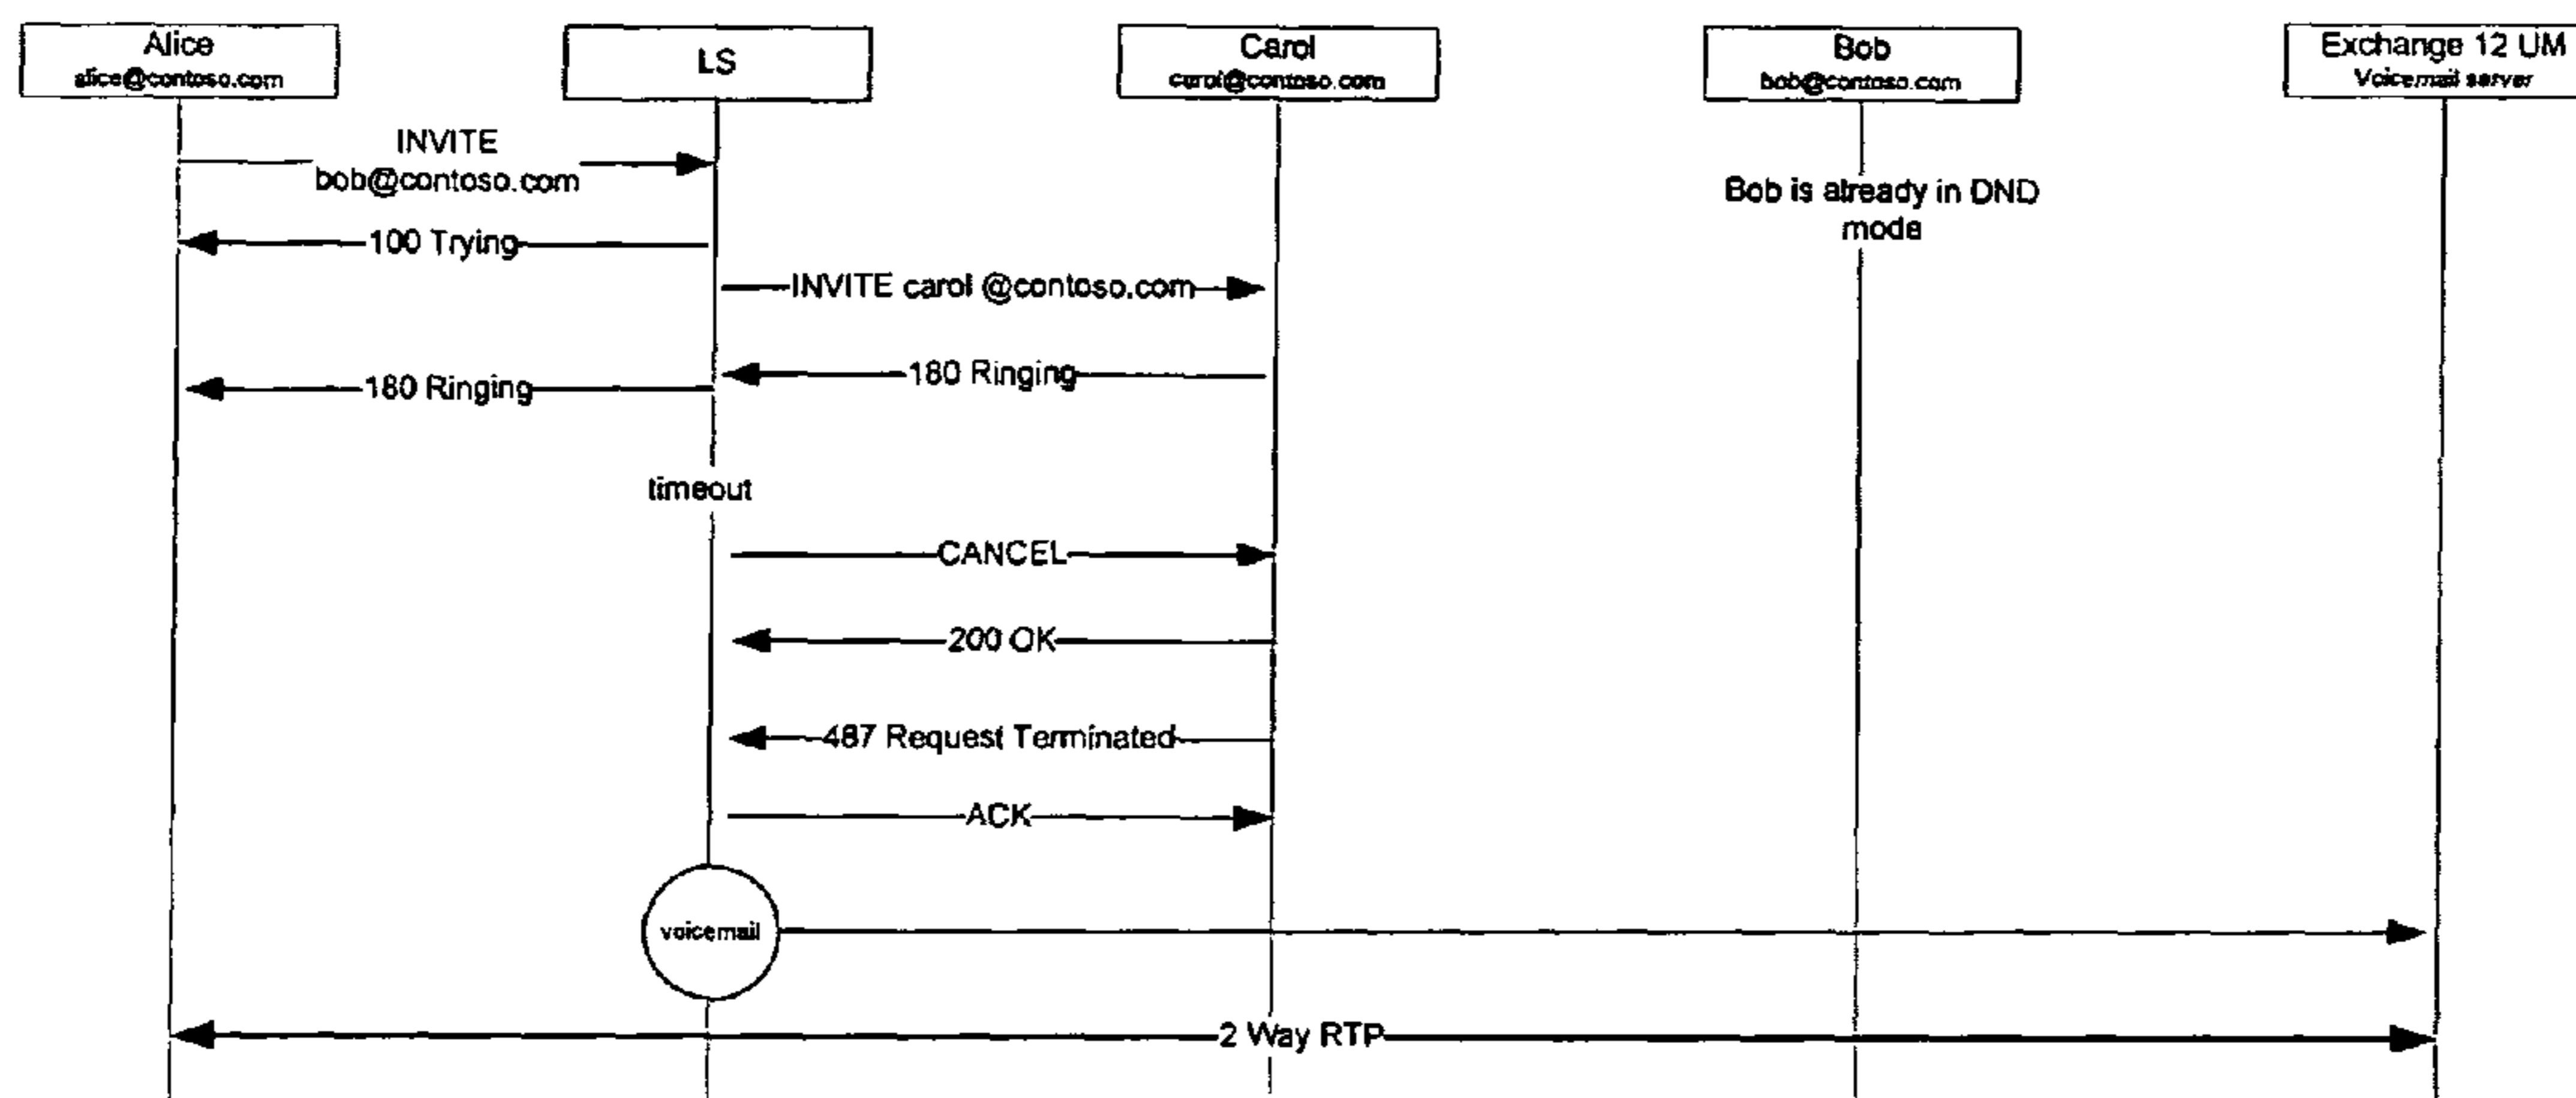 Alice
alice@contoso.com
LS
Carol
carol@contoso.com
Bob
bob@contoso.com
Exchange 12 UM
Voicemail server
INVITE
bob@contoso.com
Bob is already in DND
mode
100 Trying
INVITE carol @contoso.com
180 Ringing
180 Ringing
timeout
CANCEL
200 OK
487 Request Terminated
ACK
voicemail
2 Way RTP